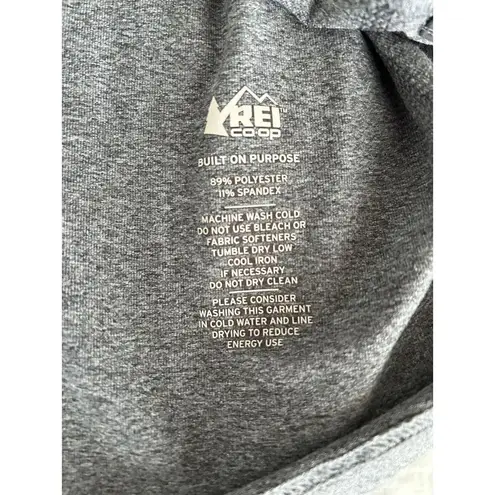 REI
CO·OP
BUILT ON PURPOSE
89% POLYESTER
11% SPANDEX
MACHINE WASH COLD
DO NOT USE BLEACH OR
FABRIC SOFTENERS
TUMBLE DRY LOW
COOL IRON
IF NECESSARY
DO NOT DRY CLEAN
PLEASE CONSIDER
WASHING THIS GARMENT
IN COLD WATER AND LINE
DRYING TO REDUCE
ENERGY USE